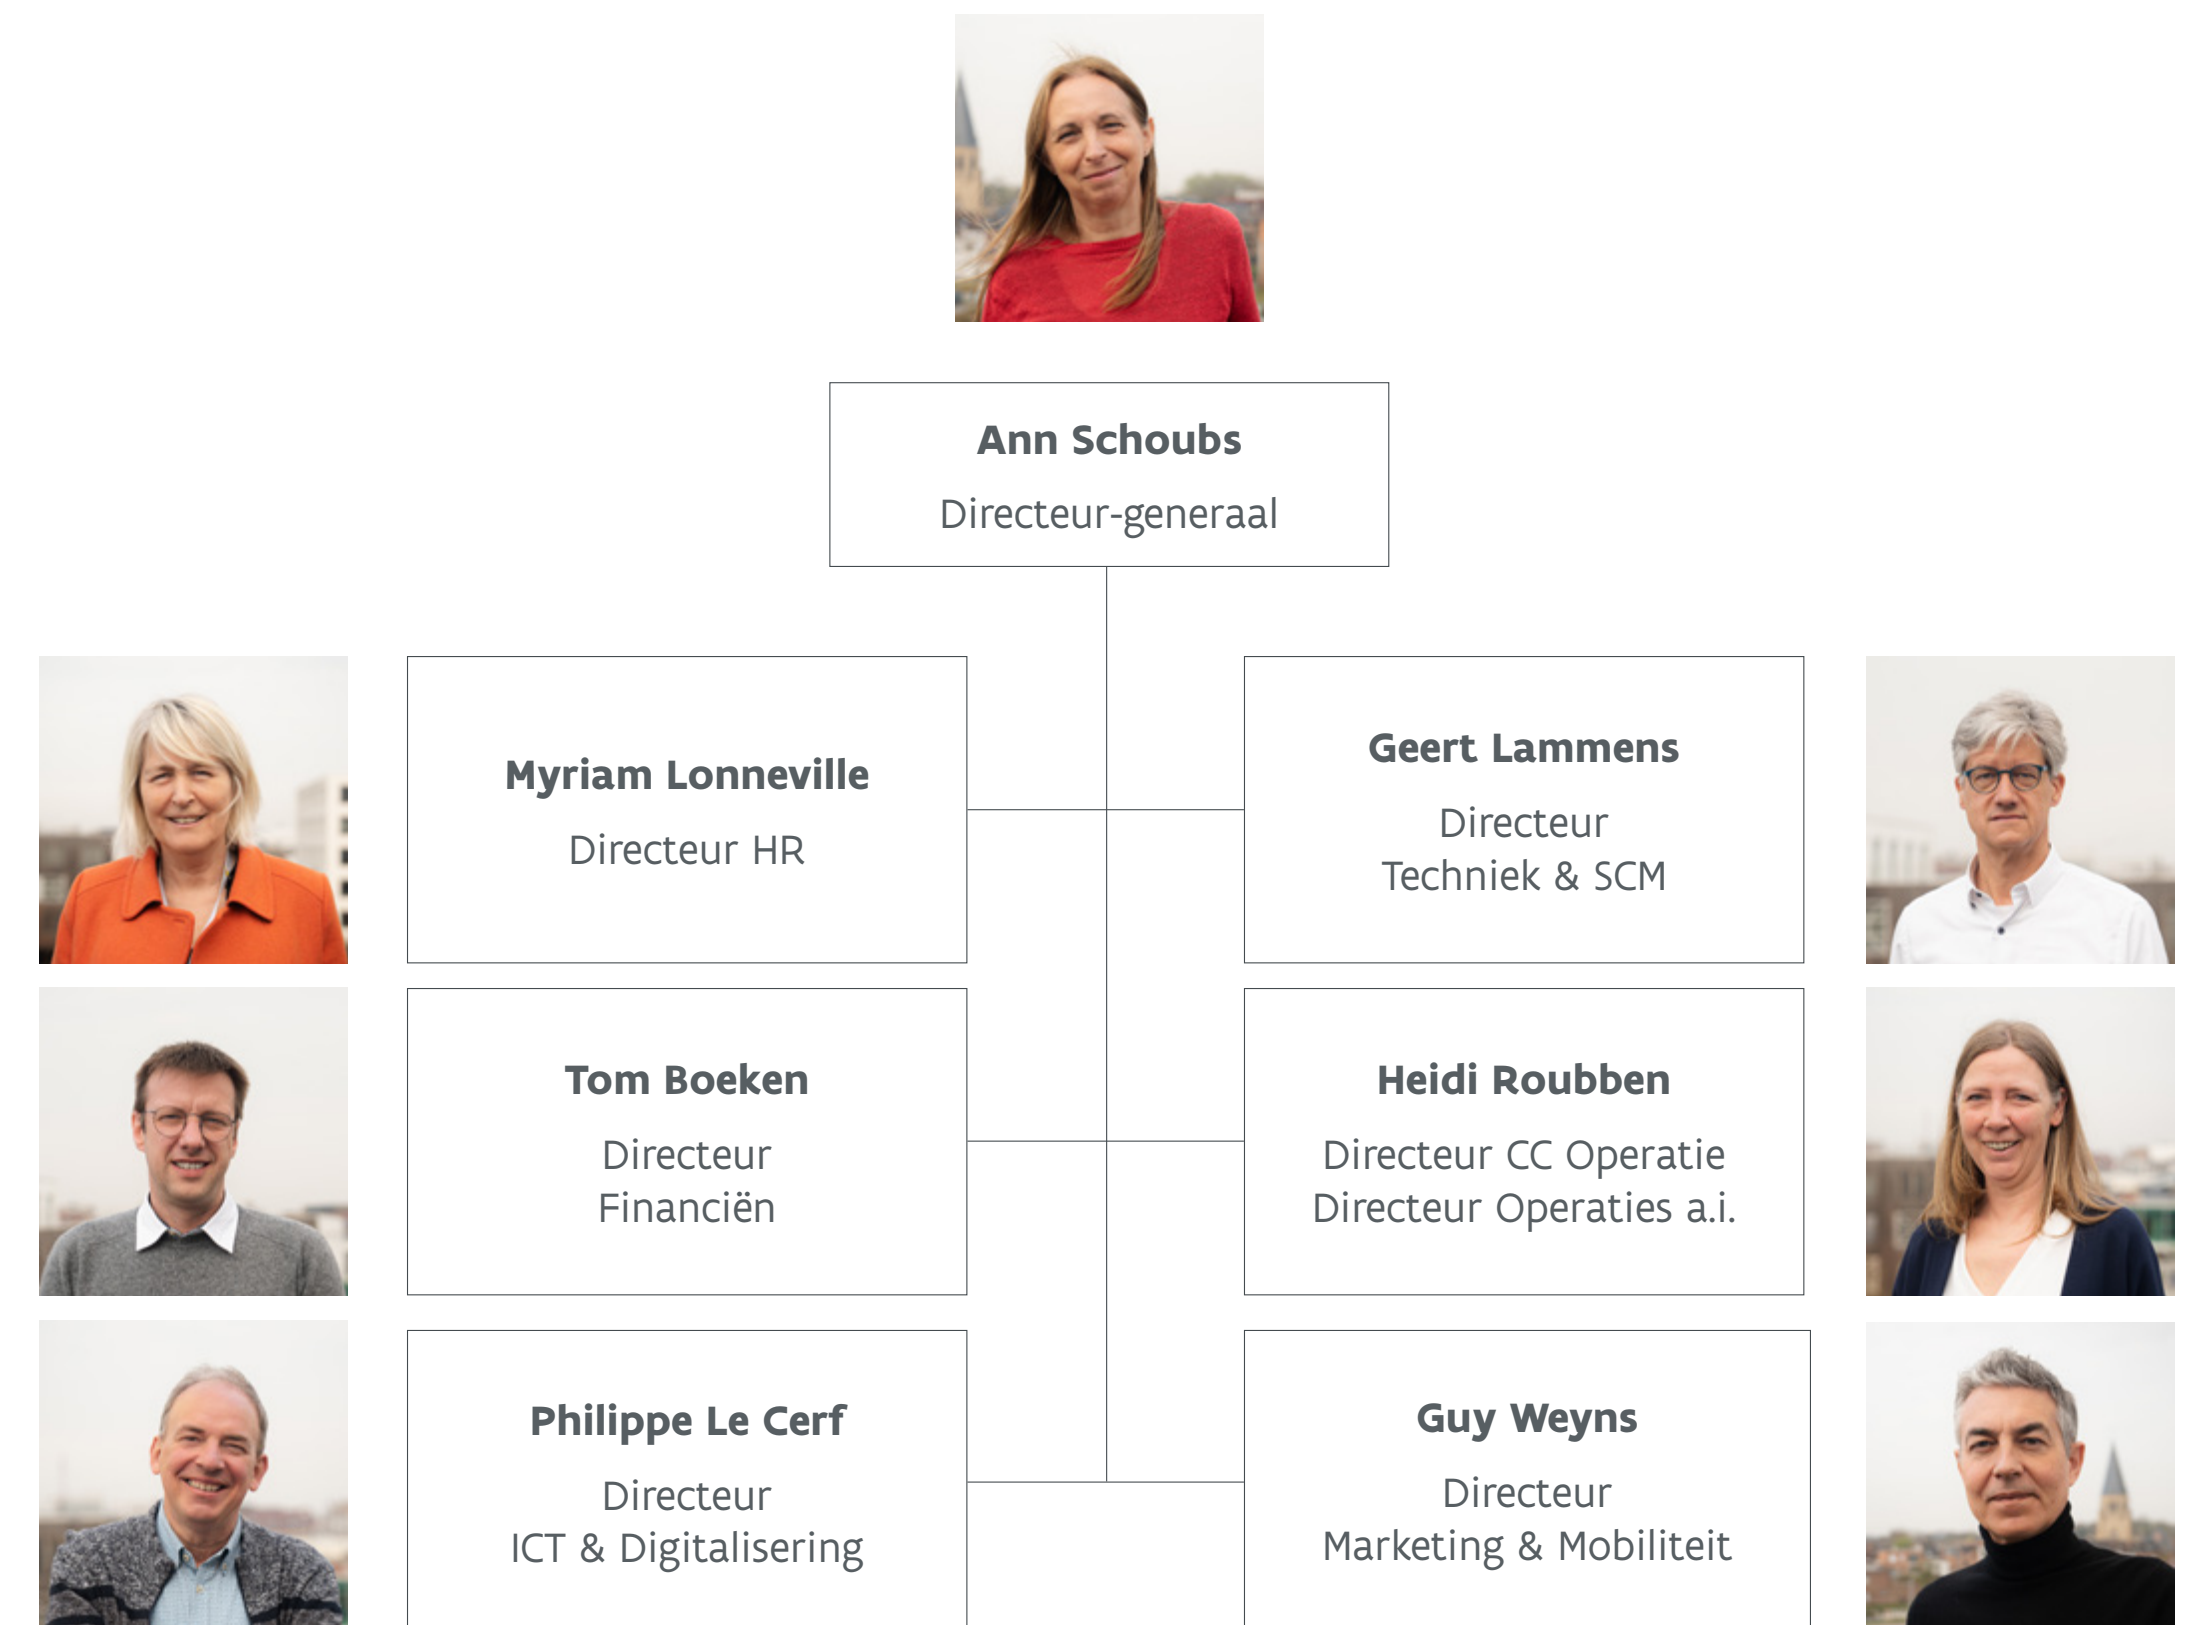 Ann Schoubs
Directeur-generaal
Myriam Lonneville
Directeur HR
Geert Lammens
Directeur
Techniek & SCM
Tom Boeken
Directeur
Financiën
Heidi Roubben
Directeur CC Operatie
Directeur Operaties a.i.
Philippe Le Cerf
Directeur
ICT & Digitalisering
Guy Weyns
Directeur
Marketing & Mobiliteit